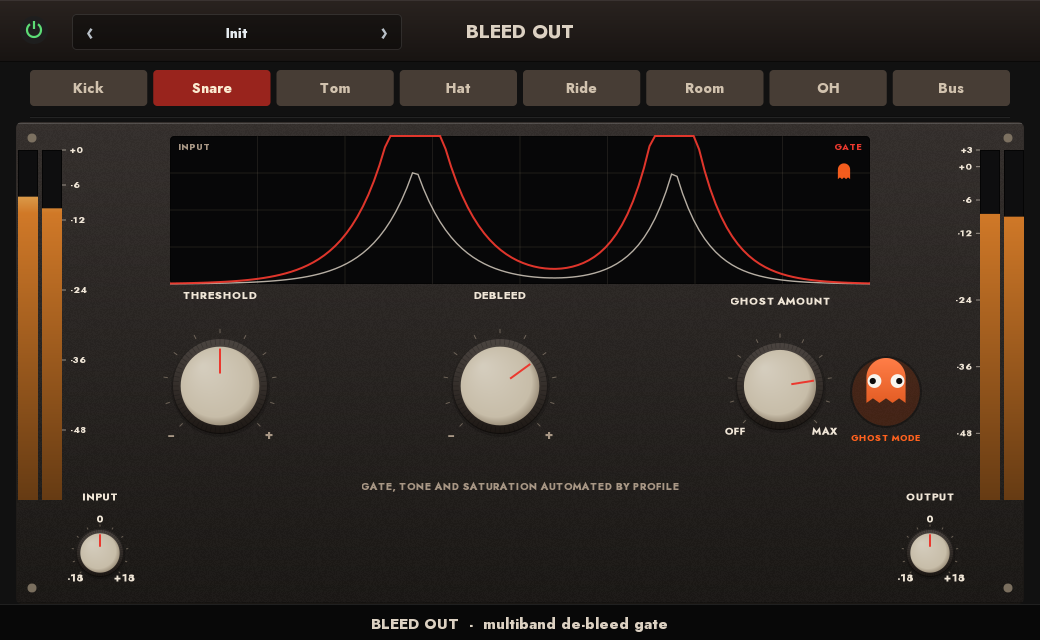 ‹ Init › BLEED OUT
Kick Snare Tom Hat Ride Room OH Bus
INPUT GATE
+0
-6
-12
-24
-36
-48
+3
+0
-6
-12
-24
-36
-48
THRESHOLD DEBLEED GHOST AMOUNT
- + - + OFF MAX
GHOST MODE
GATE, TONE AND SATURATION AUTOMATED BY PROFILE
INPUT OUTPUT
0 0
-18 +18 -18 +18
BLEED OUT - multiband de-bleed gate